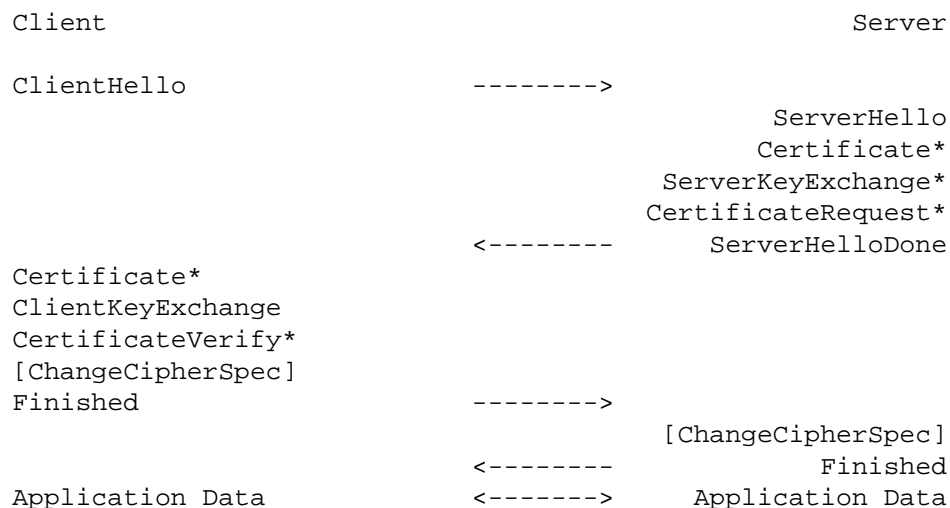 Client                                               Server

ClientHello                  -------->
                                                ServerHello
                                               Certificate*
                                         ServerKeyExchange*
                                        CertificateRequest*
                             <--------      ServerHelloDone
Certificate*
ClientKeyExchange
CertificateVerify*
[ChangeCipherSpec]
Finished                     -------->
                                         [ChangeCipherSpec]
                             <--------             Finished
Application Data             <------->     Application Data